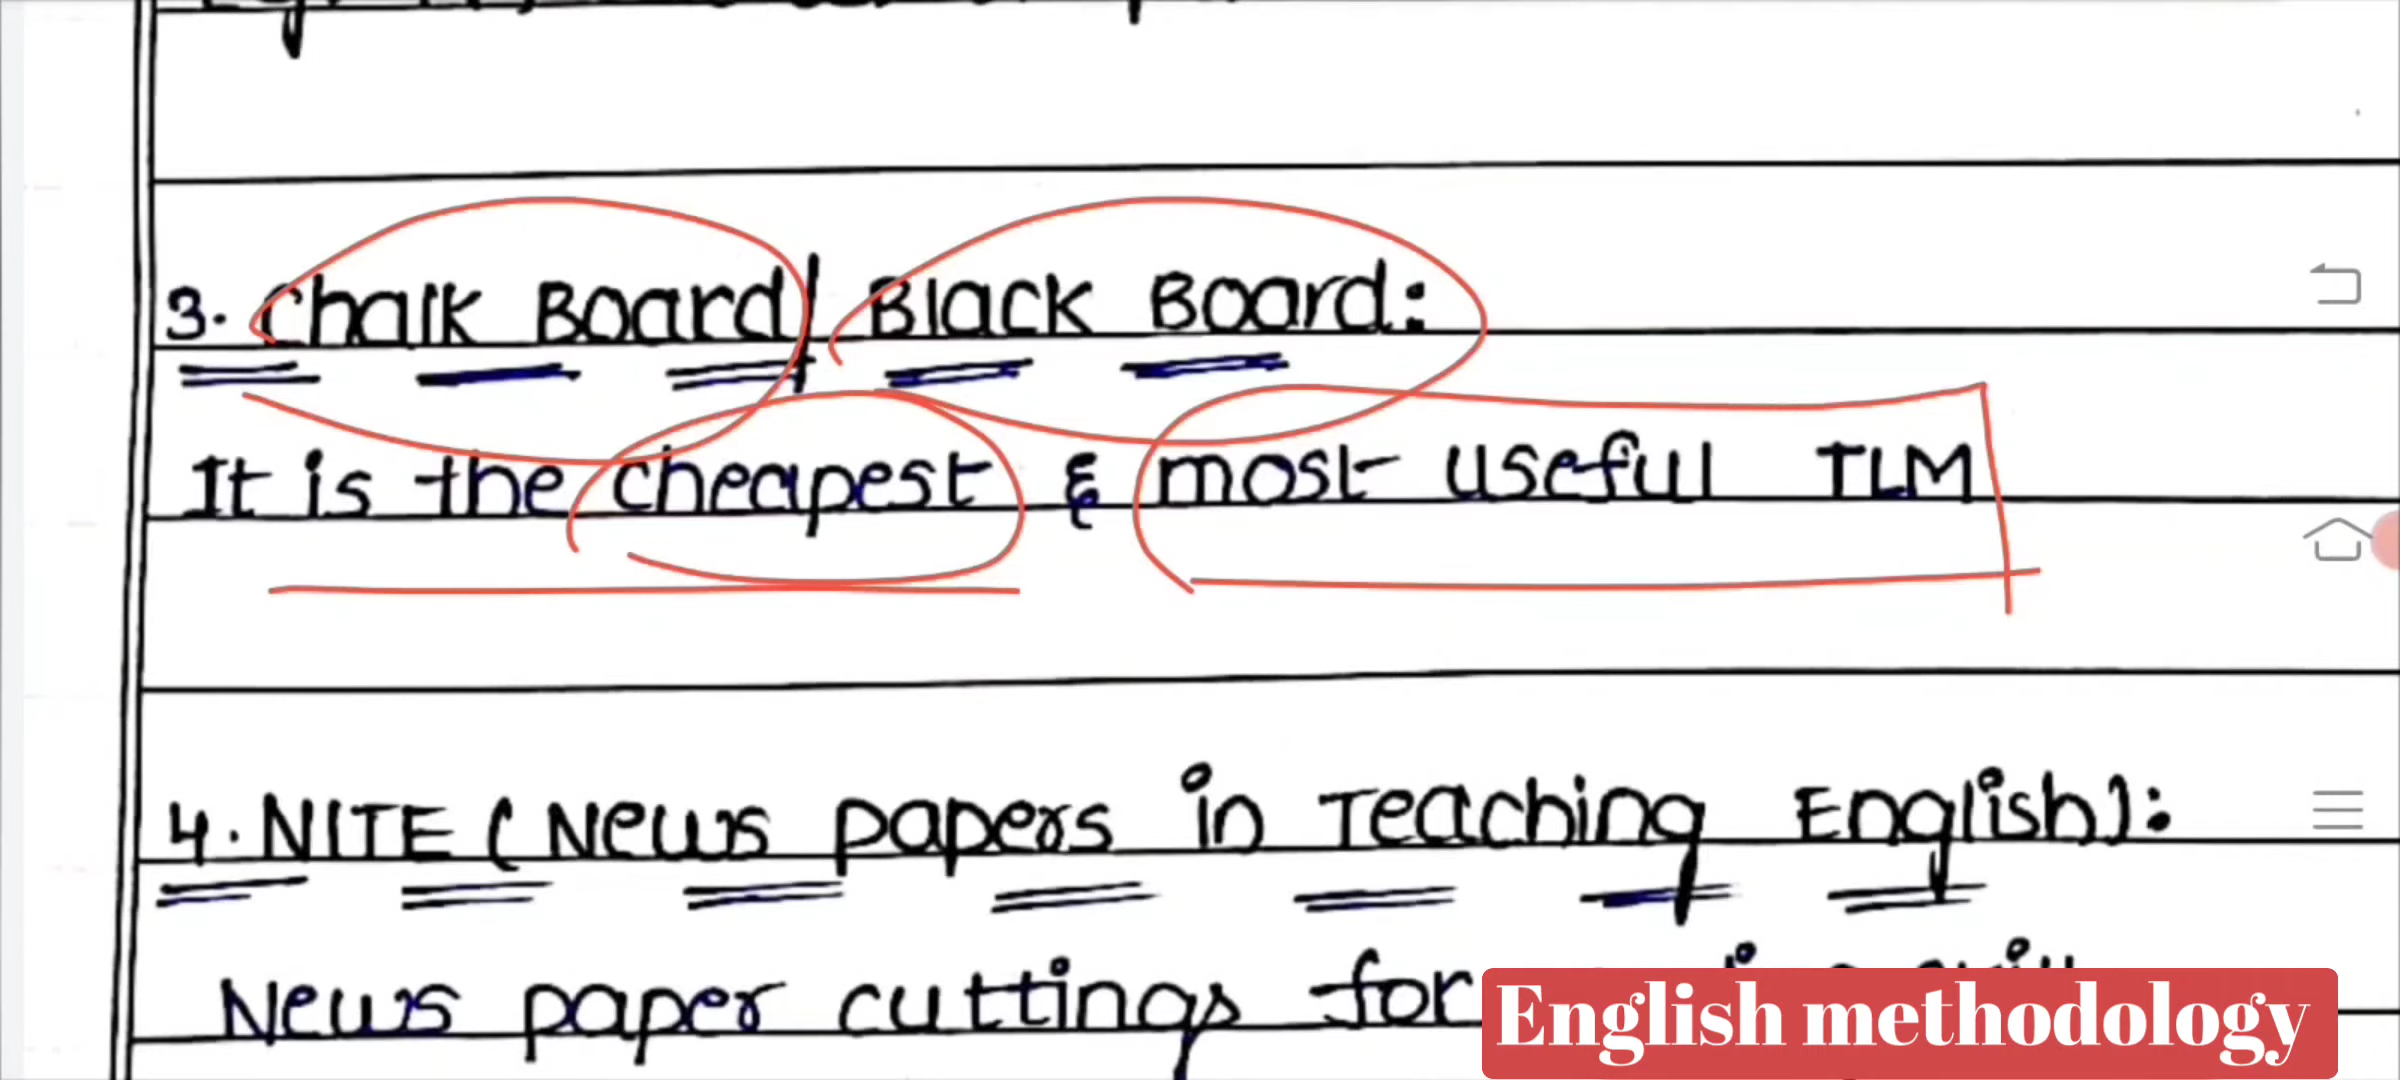 3. Chalk Board/ Black Board:
It is the cheapest & most useful TLM
4. NITE (News papers in Teaching English):
News paper cuttings for
English methodology